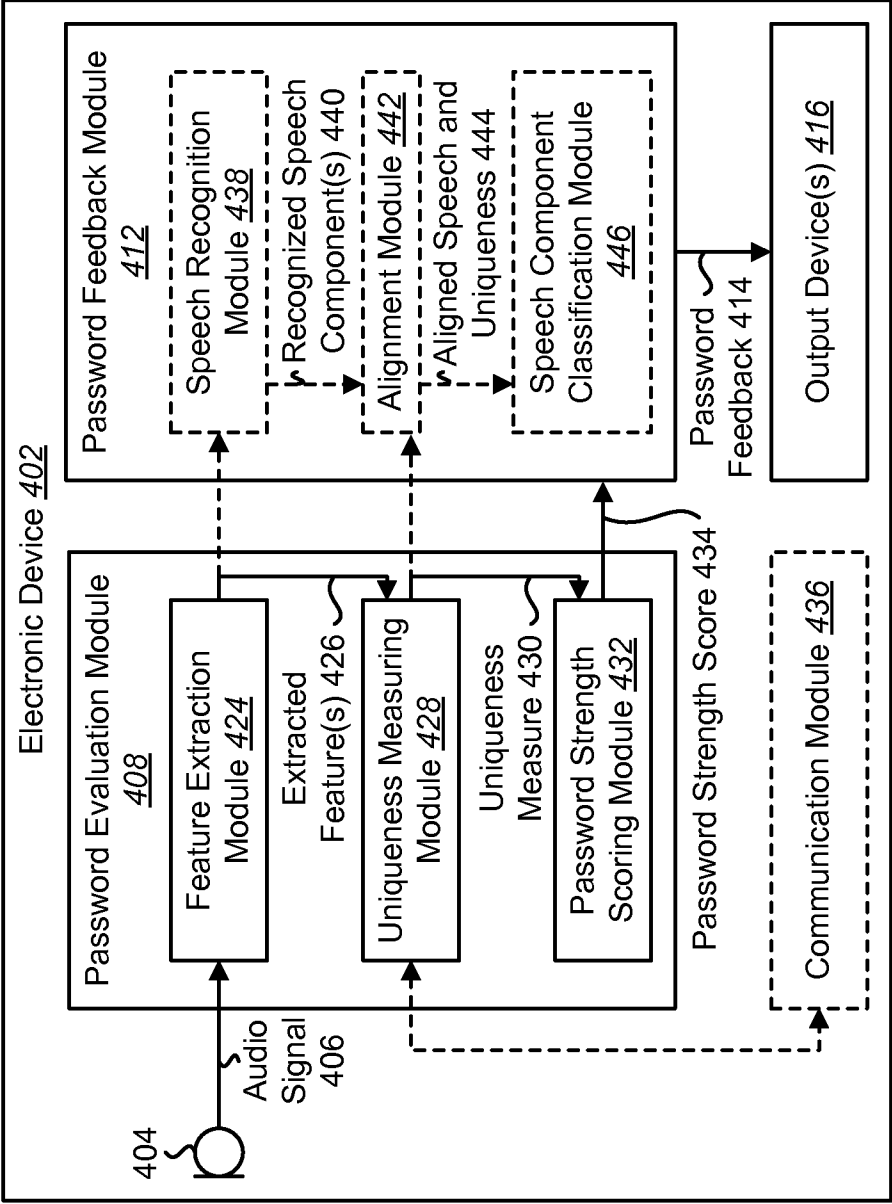 Electronic Device 402
404
Audio
Signal
406
Password Evaluation Module
408
Feature Extraction
Module 424
Extracted
Feature(s) 426
Uniqueness Measuring
Module 428
Uniqueness
Measure 430
Password Strength
Scoring Module 432
Password Strength Score 434
Communication Module 436
Password Feedback Module
412
Speech Recognition
Module 438
Recognized Speech
Component(s) 440
Alignment Module 442
Aligned Speech and
Uniqueness 444
Speech Component
Classification Module
446
Password
Feedback 414
Output Device(s) 416